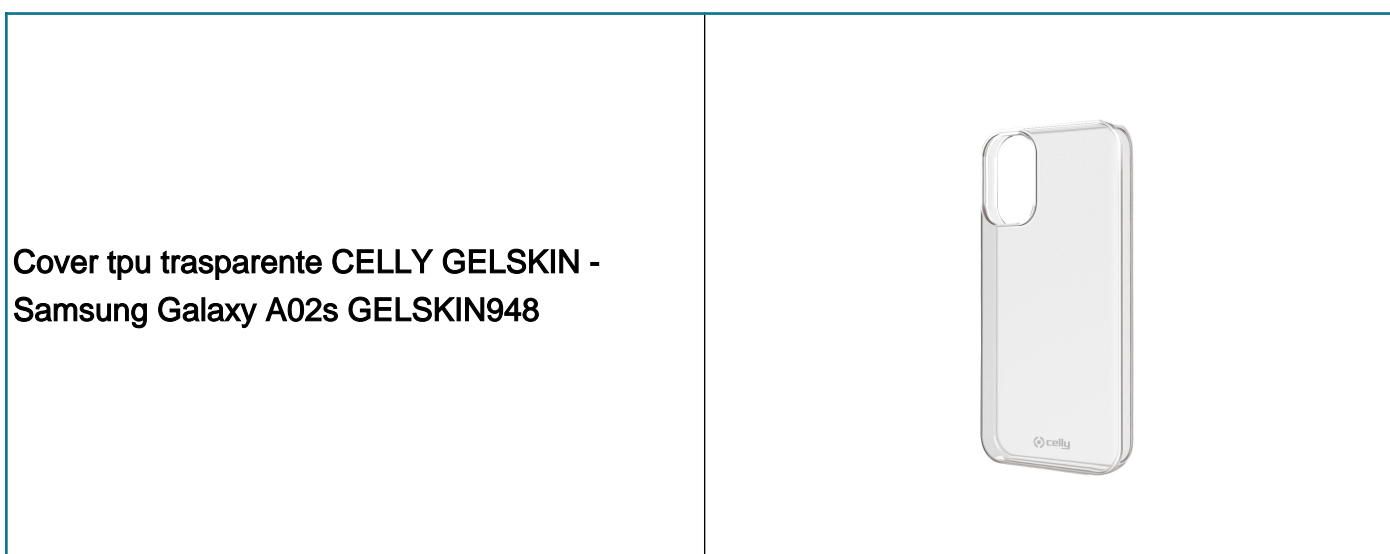 Cover tpu trasparente CELLY GELSKIN -
Samsung Galaxy A02s GELSKIN948
celly